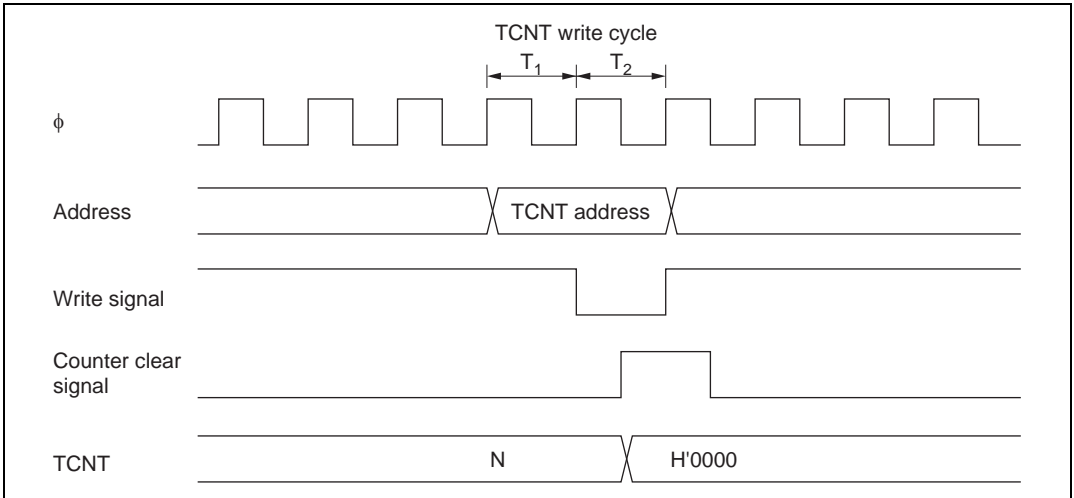 TCNT write cycle
T1 T2
ϕ
Address
TCNT address
Write signal
Counter clear
signal
TCNT
N
H'0000